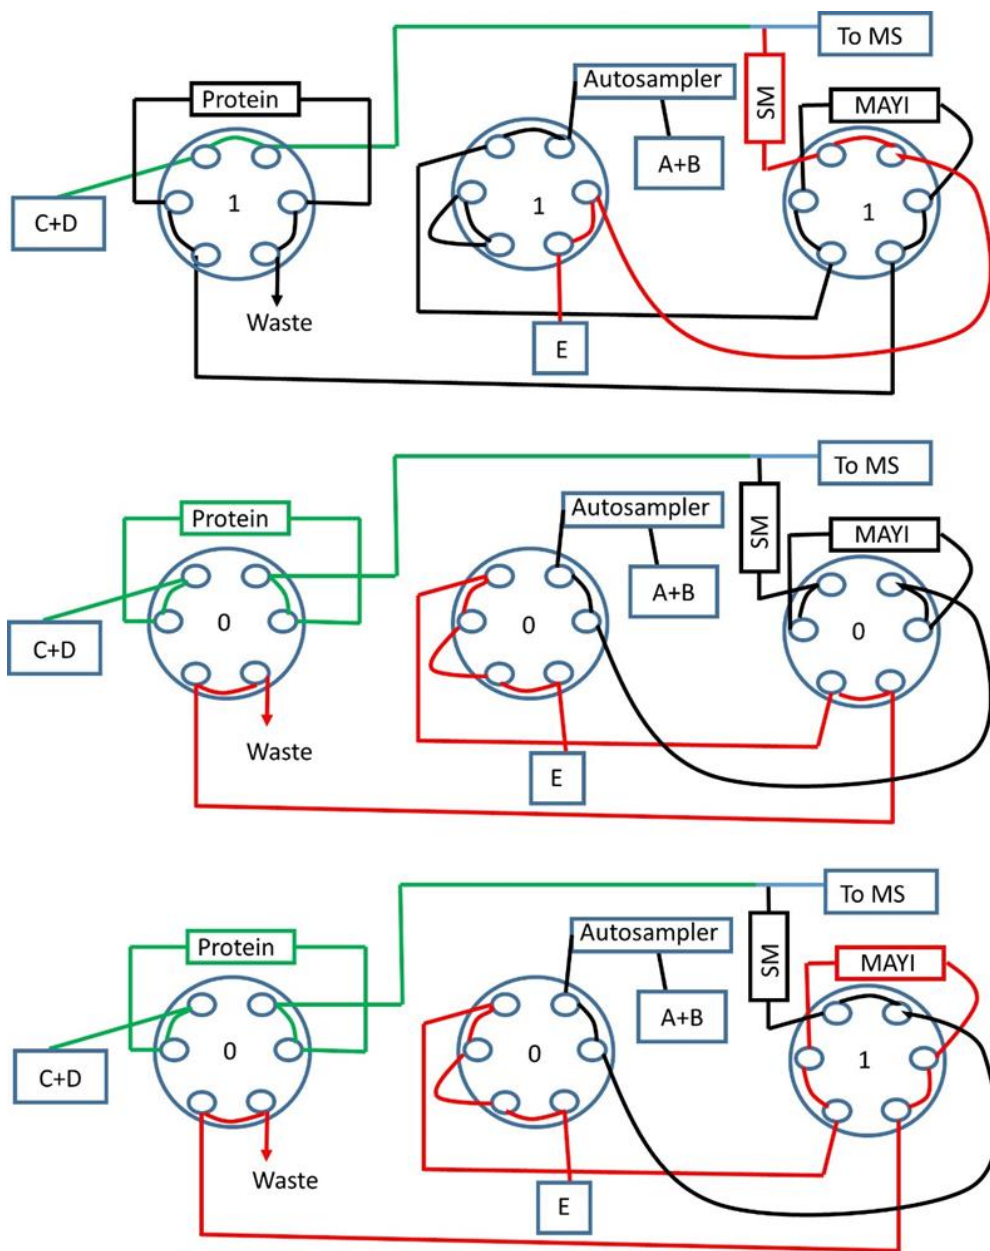 To MS
Autosampler
Protein
SM
MAYI
A+B
1
1
1
C+D
Waste
E
To MS
Autosampler
Protein
SM
MAYI
A+B
0
0
0
C+D
Waste
E
To MS
Autosampler
Protein
SM
MAYI
A+B
0
0
1
C+D
Waste
E